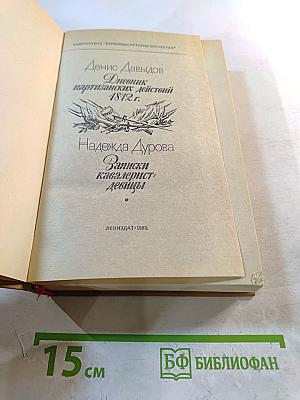 БИБЛИОТЕКА "СТРАНИЦЫ ИСТОРИИ ОТЕЧЕСТВА"
Денис Давыдов
Дневник
партизанских действий
1812 г.
Надежда Дурова
Записки
кавалерист-
девицы
ЛЕНИЗДАТ · 1985
15 см
БФ БИБЛИОФАН